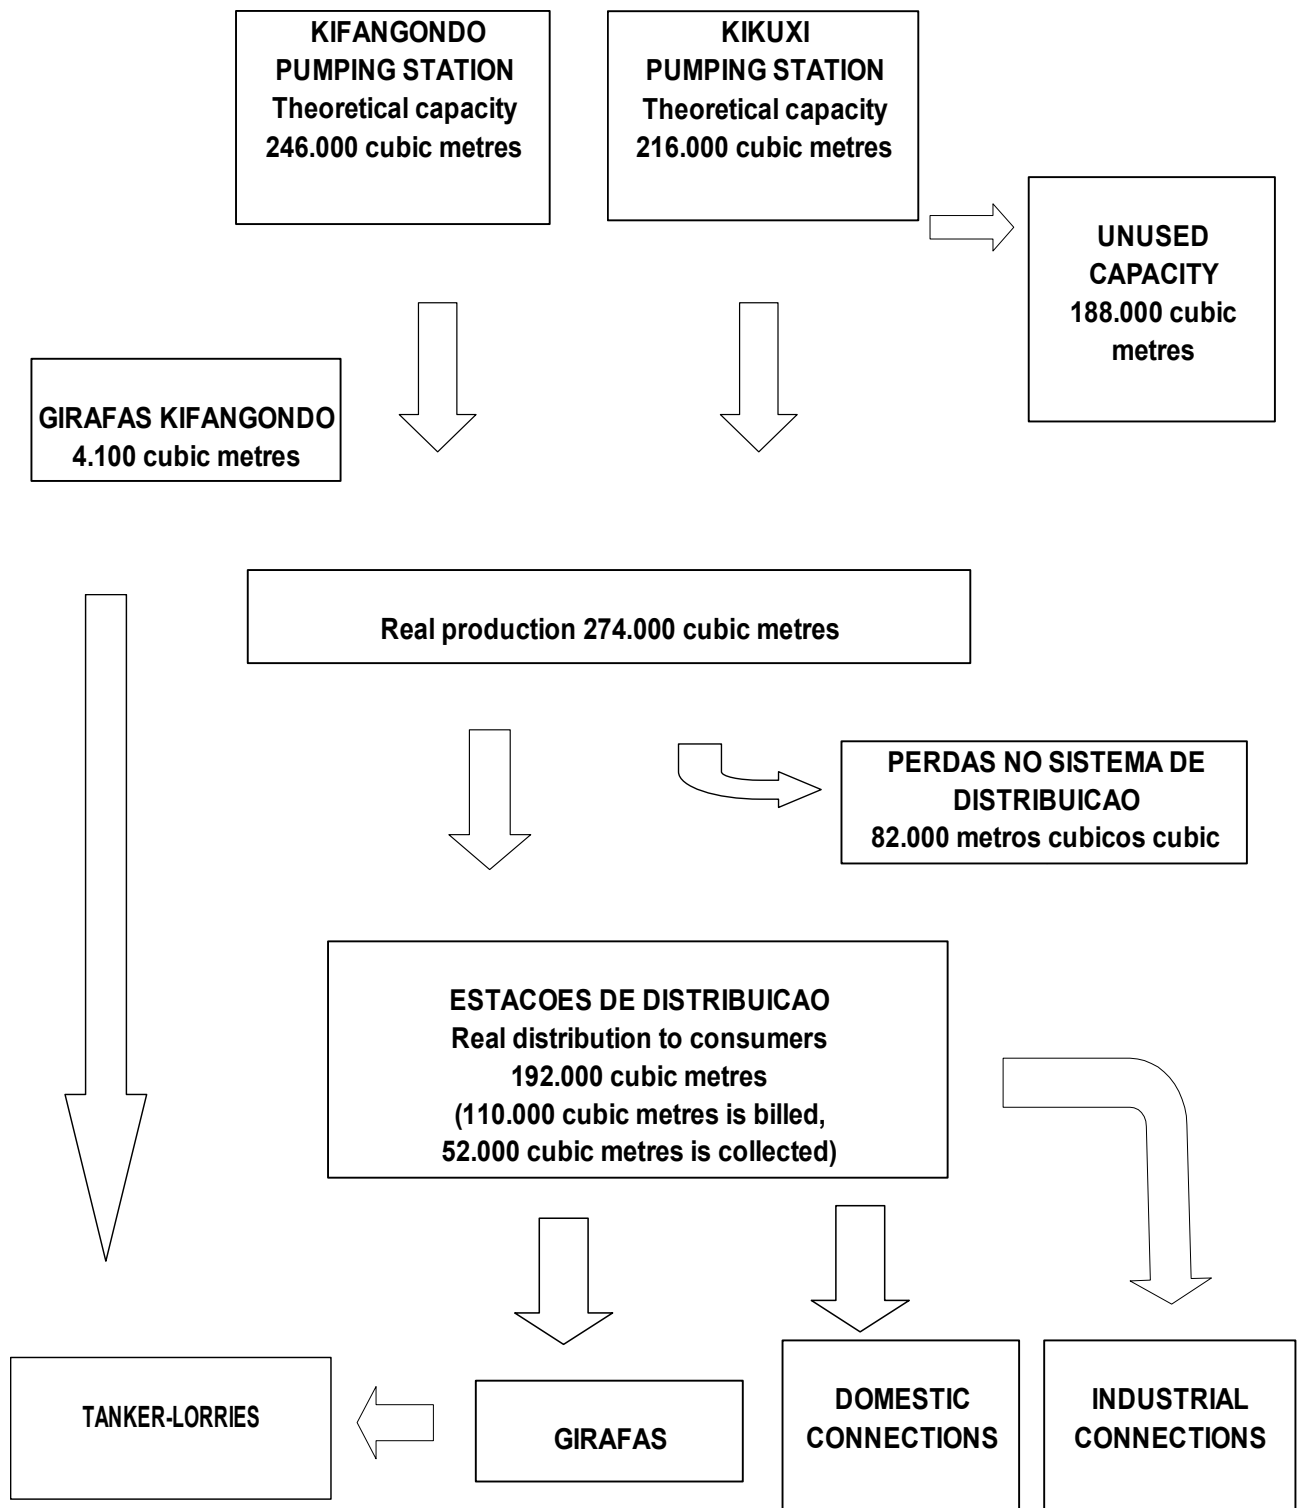 KIFANGONDO
PUMPING STATION
Theoretical capacity
246.000 cubic metres
KIKUXI
PUMPING STATION
Theoretical capacity
216.000 cubic metres
UNUSED
CAPACITY
188.000 cubic
metres
GIRAFAS KIFANGONDO
4.100 cubic metres
Real production 274.000 cubic metres
PERDAS NO SISTEMA DE
DISTRIBUICAO
82.000 metros cubicos cubic
ESTACOES DE DISTRIBUICAO
Real distribution to consumers
192.000 cubic metres
(110.000 cubic metres is billed,
52.000 cubic metres is collected)
TANKER-LORRIES
GIRAFAS
DOMESTIC
CONNECTIONS
INDUSTRIAL
CONNECTIONS